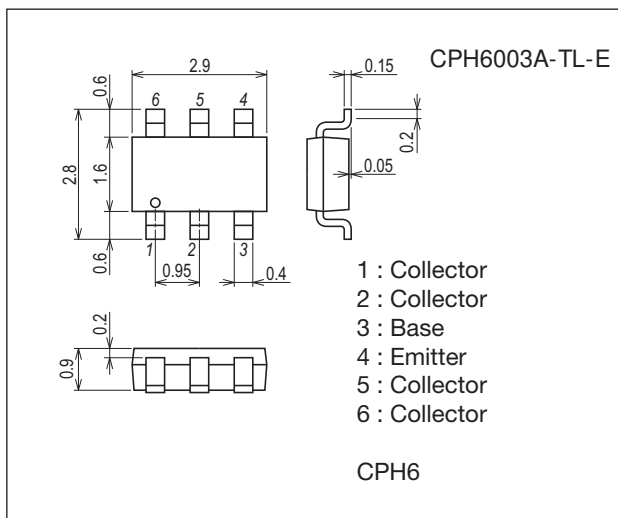 CPH6003A-TL-E
2.9
0.15
0.6
6
5
4
0.2
2.8
1.6
0.05
0.6
1
2
3
0.95
0.4
1 : Collector
2 : Collector
3 : Base
4 : Emitter
5 : Collector
6 : Collector
0.2
0.9
CPH6